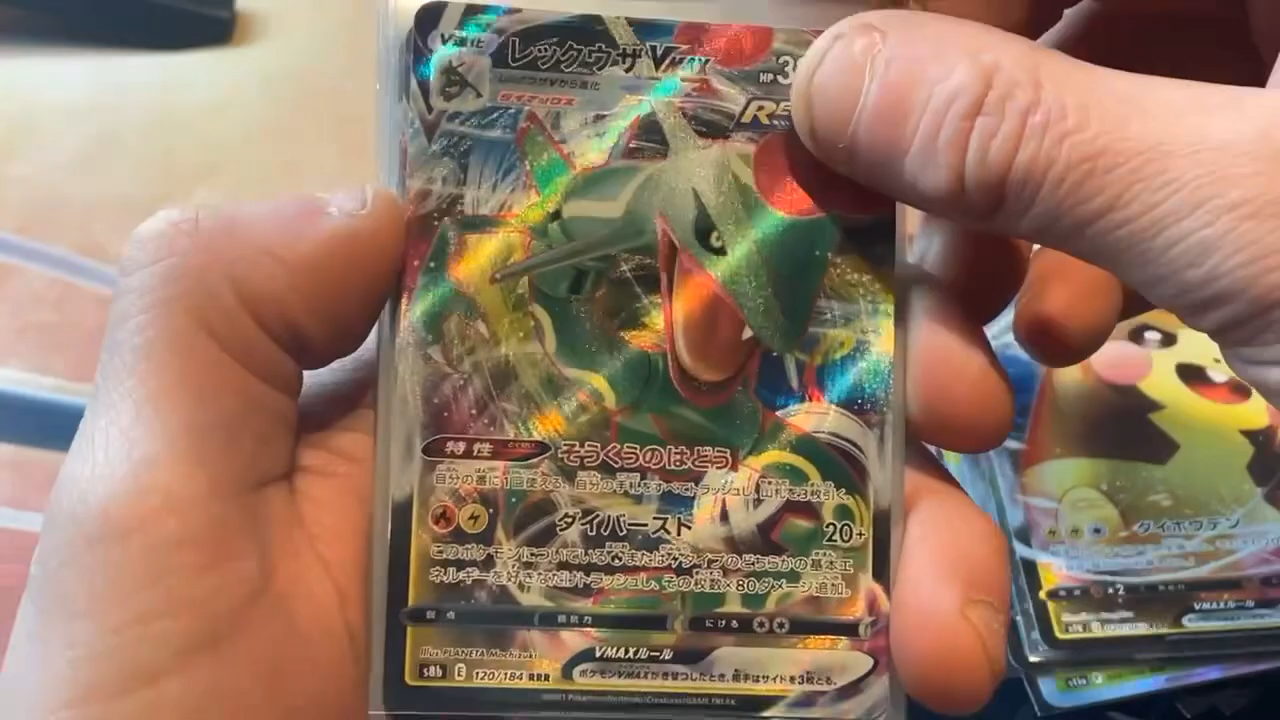 V進化
レックウザVMAX
HP 3
レックウザVから進化
ダイマックス
特性 とくせい
そうくうのはどう
自分の番に1回使える。自分の手札をすべてトラッシュし、山札を3枚引く。
ダイバースト 20+
このポケモンについている または タイプのどちらかの基本エ
ネルギーを好きなだけトラッシュし、その枚数×80ダメージ追加。
弱点 抵抗力 にげる
Illus. PLANETA Mochizuki
VMAXルール
s8b E 120/184 RRR
ポケモンVMAXがきぜつしたとき、相手はサイドを3枚とる。
ダイホウデン
×2
VMAXルール